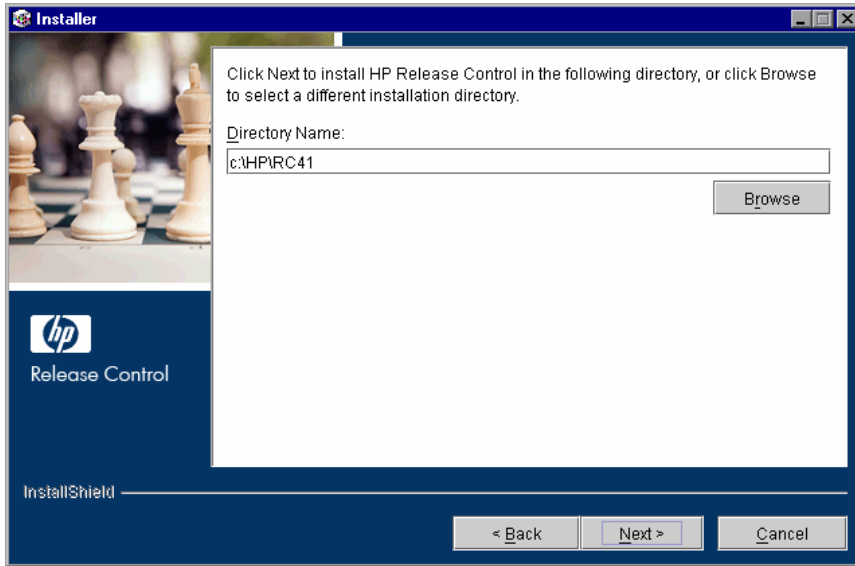 Installer
Click Next to install HP Release Control in the following directory, or click Browse
to select a different installation directory.
Directory Name:
c:\HP\RC41
Browse
hp
Release Control
InstallShield
< Back
Next >
Cancel